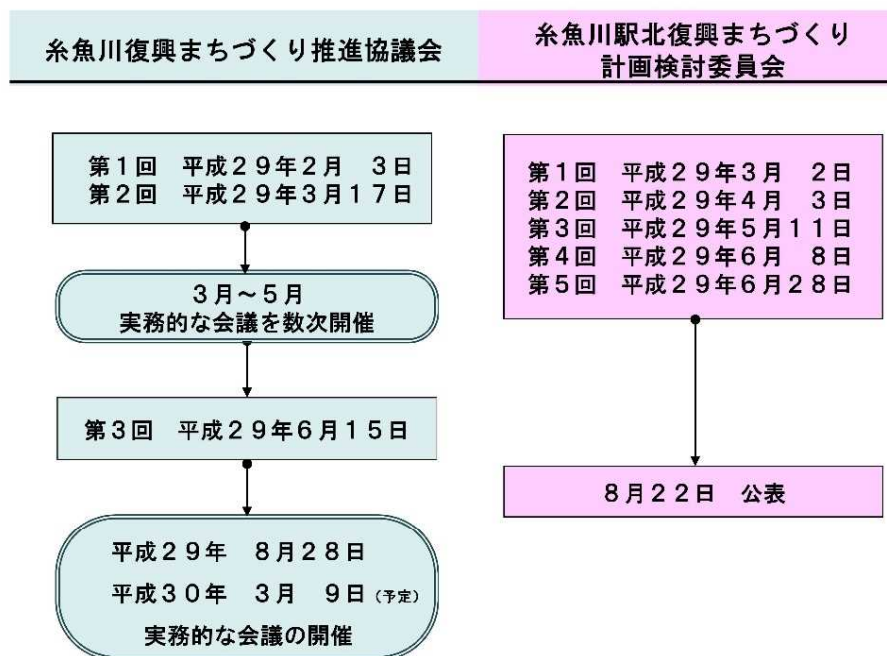 糸魚川復興まちづくり推進協議会
第１回　平成２９年２月　３日
第２回　平成２９年３月１７日
３月～５月
実務的な会議を数次開催
第３回　平成２９年６月１５日
平成２９年　８月２８日
平成３０年　３月　９日（予定）
実務的な会議の開催
糸魚川駅北復興まちづくり
計画検討委員会
第１回　平成２９年３月　２日
第２回　平成２９年４月　３日
第３回　平成２９年５月１１日
第４回　平成２９年６月　８日
第５回　平成２９年６月２８日
８月２２日　公表